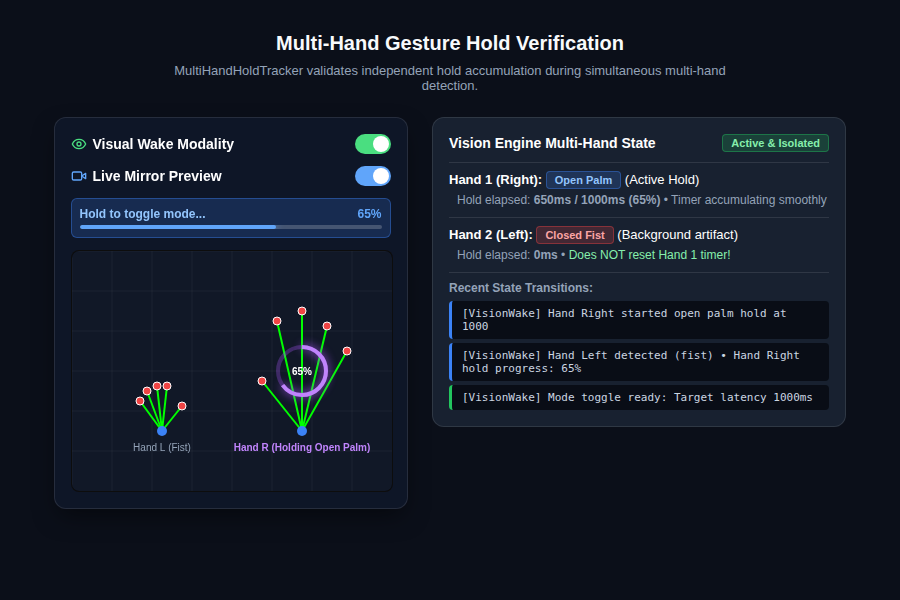 Multi-Hand Gesture Hold Verification
MultiHandHoldTracker validates independent hold accumulation during simultaneous multi-hand
detection.
Visual Wake Modality
Live Mirror Preview
Hold to toggle mode... 65%
65%
Hand L (Fist)
Hand R (Holding Open Palm)
Vision Engine Multi-Hand State
Active & Isolated
Hand 1 (Right): Open Palm (Active Hold)
Hold elapsed: 650ms / 1000ms (65%) • Timer accumulating smoothly
Hand 2 (Left): Closed Fist (Background artifact)
Hold elapsed: 0ms • Does NOT reset Hand 1 timer!
Recent State Transitions:
[VisionWake] Hand Right started open palm hold at
1000
[VisionWake] Hand Left detected (fist) • Hand Right
hold progress: 65%
[VisionWake] Mode toggle ready: Target latency 1000ms